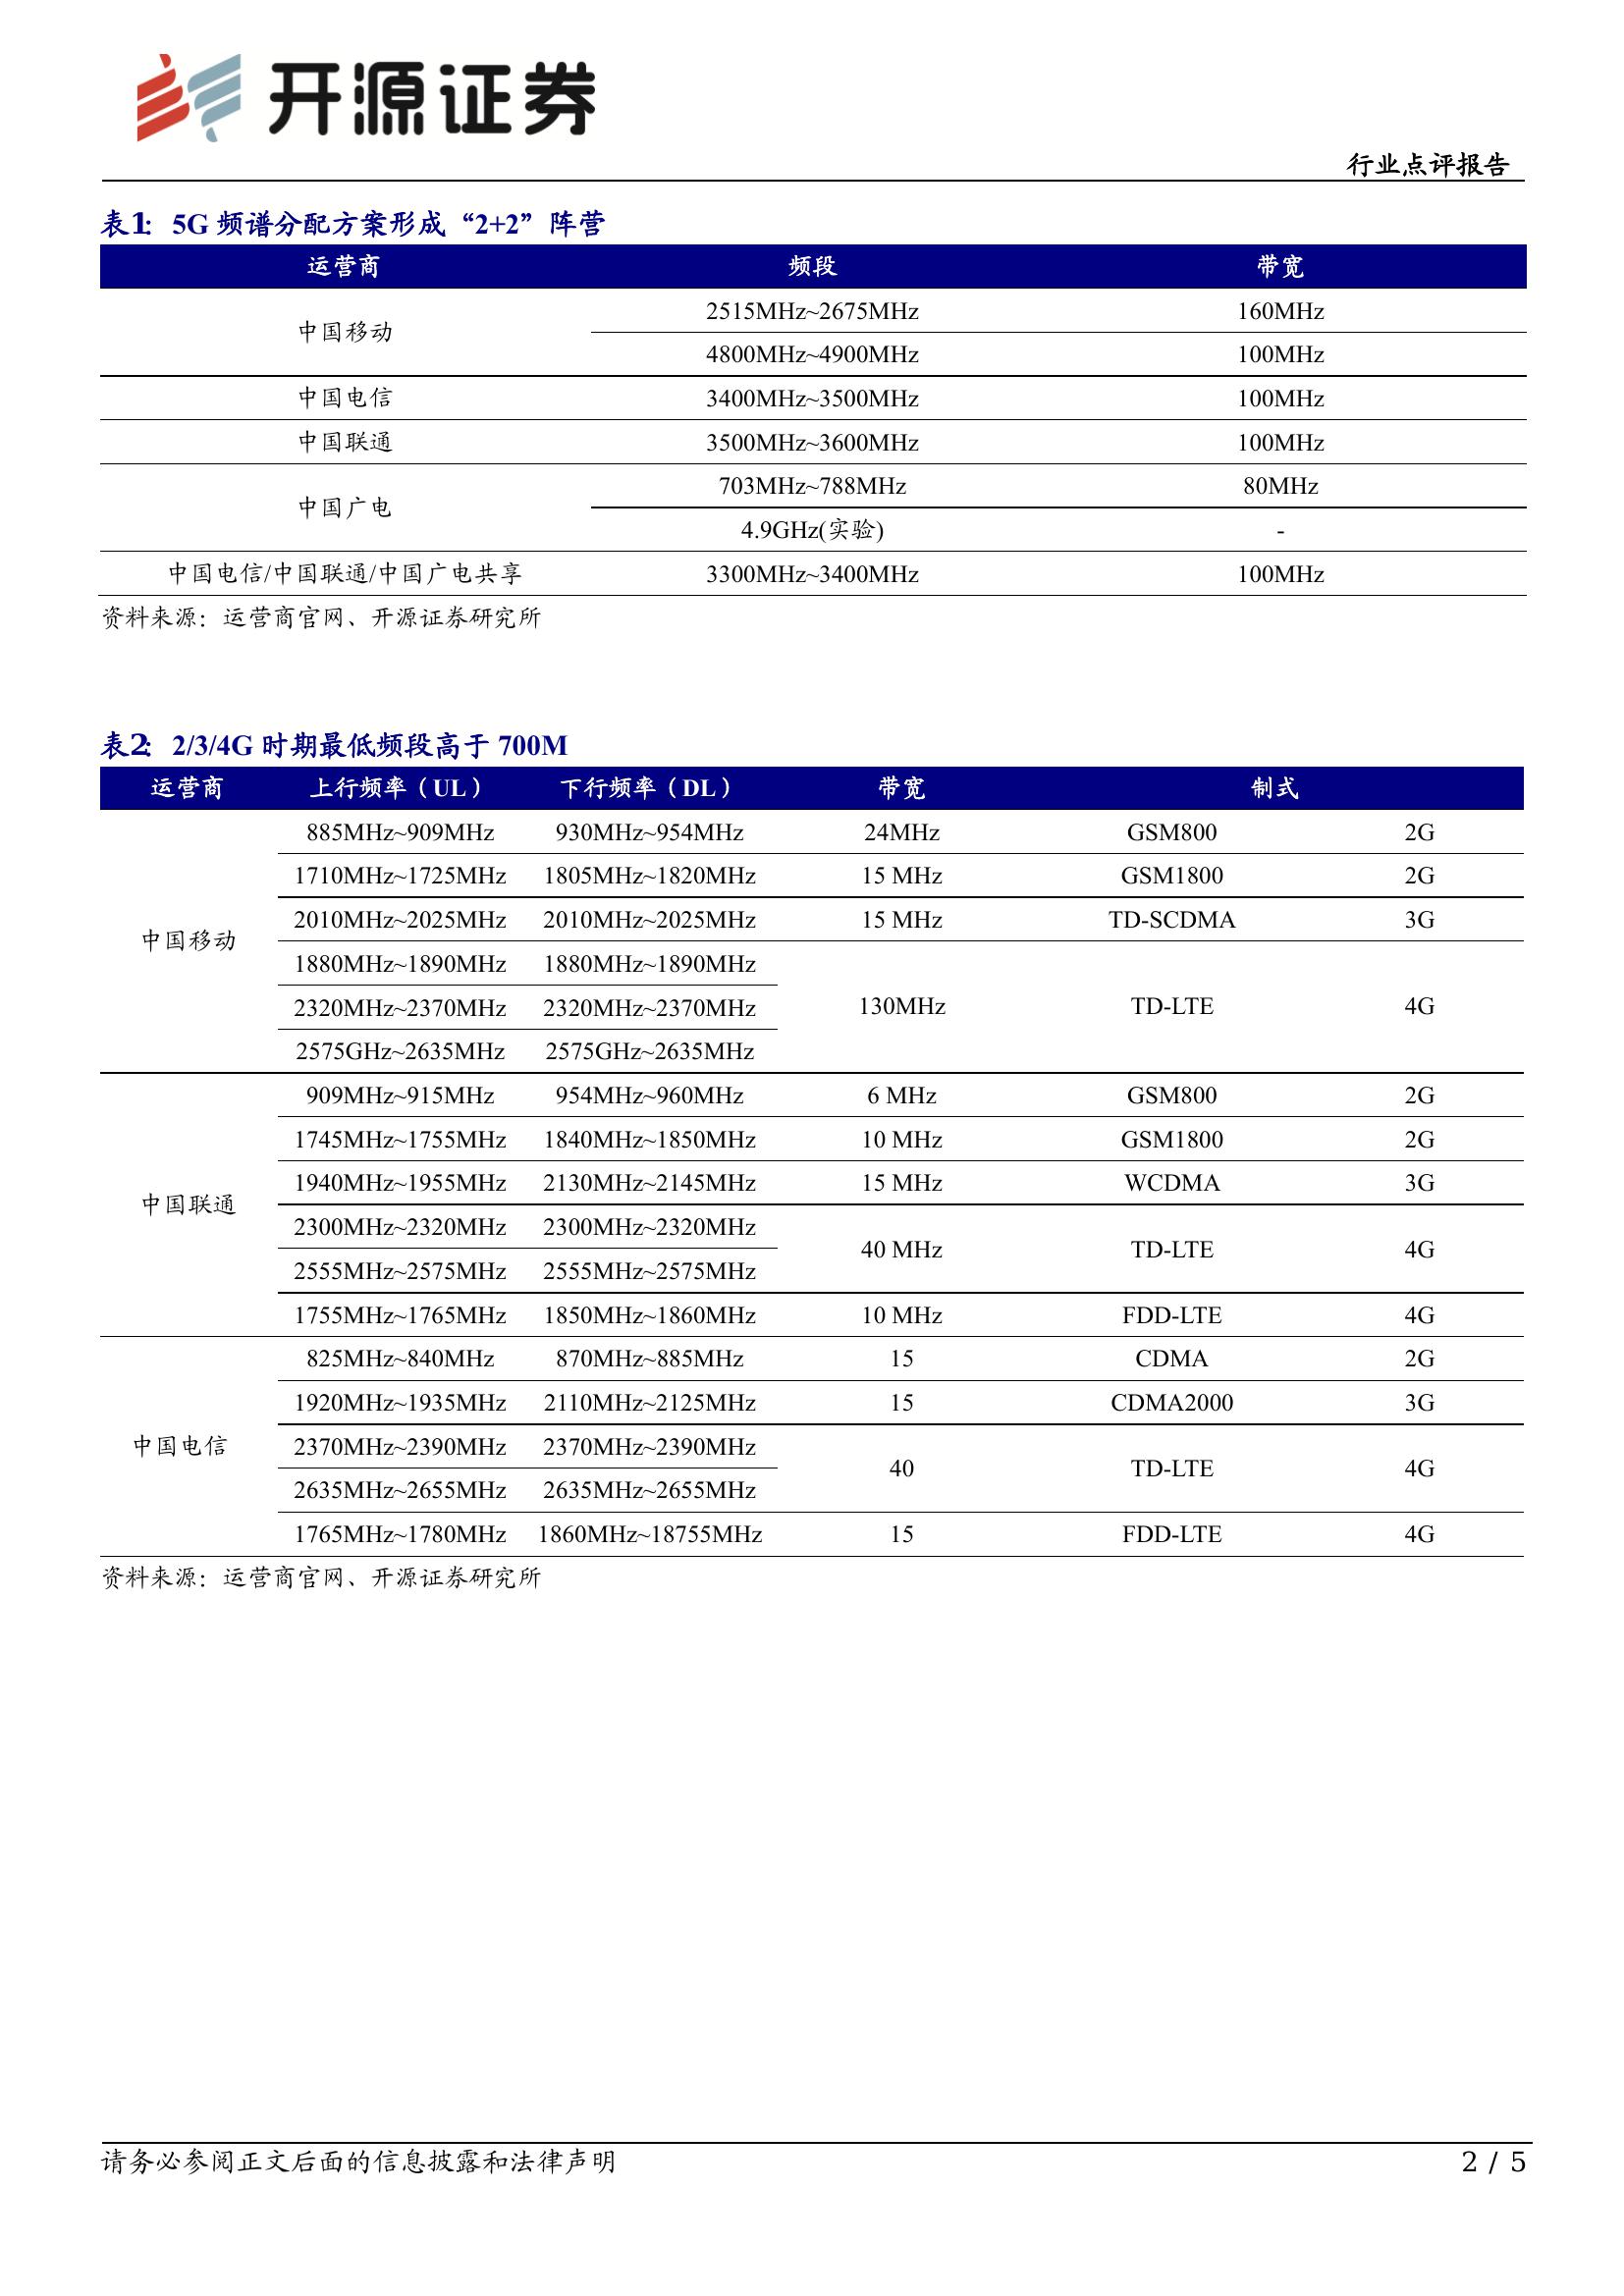 开源证券
行业点评报告
表1： 5G 频谱分配方案形成“2+2”阵营
运营商 频段 带宽
中国移动 2515MHz~2675MHz 160MHz
4800MHz~4900MHz 100MHz
中国电信 3400MHz~3500MHz 100MHz
中国联通 3500MHz~3600MHz 100MHz
中国广电 703MHz~788MHz 80MHz
4.9GHz(实验) -
中国电信/中国联通/中国广电共享 3300MHz~3400MHz 100MHz
资料来源：运营商官网、开源证券研究所
表2： 2/3/4G 时期最低频段高于 700M
运营商 上行频率（UL） 下行频率（DL） 带宽 制式
中国移动 885MHz~909MHz 930MHz~954MHz 24MHz GSM800 2G
1710MHz~1725MHz 1805MHz~1820MHz 15 MHz GSM1800 2G
2010MHz~2025MHz 2010MHz~2025MHz 15 MHz TD-SCDMA 3G
1880MHz~1890MHz 1880MHz~1890MHz 130MHz TD-LTE 4G
2320MHz~2370MHz 2320MHz~2370MHz
2575GHz~2635MHz 2575GHz~2635MHz
中国联通 909MHz~915MHz 954MHz~960MHz 6 MHz GSM800 2G
1745MHz~1755MHz 1840MHz~1850MHz 10 MHz GSM1800 2G
1940MHz~1955MHz 2130MHz~2145MHz 15 MHz WCDMA 3G
2300MHz~2320MHz 2300MHz~2320MHz 40 MHz TD-LTE 4G
2555MHz~2575MHz 2555MHz~2575MHz
1755MHz~1765MHz 1850MHz~1860MHz 10 MHz FDD-LTE 4G
中国电信 825MHz~840MHz 870MHz~885MHz 15 CDMA 2G
1920MHz~1935MHz 2110MHz~2125MHz 15 CDMA2000 3G
2370MHz~2390MHz 2370MHz~2390MHz 40 TD-LTE 4G
2635MHz~2655MHz 2635MHz~2655MHz
1765MHz~1780MHz 1860MHz~18755MHz 15 FDD-LTE 4G
资料来源：运营商官网、开源证券研究所
请务必参阅正文后面的信息披露和法律声明 2 / 5